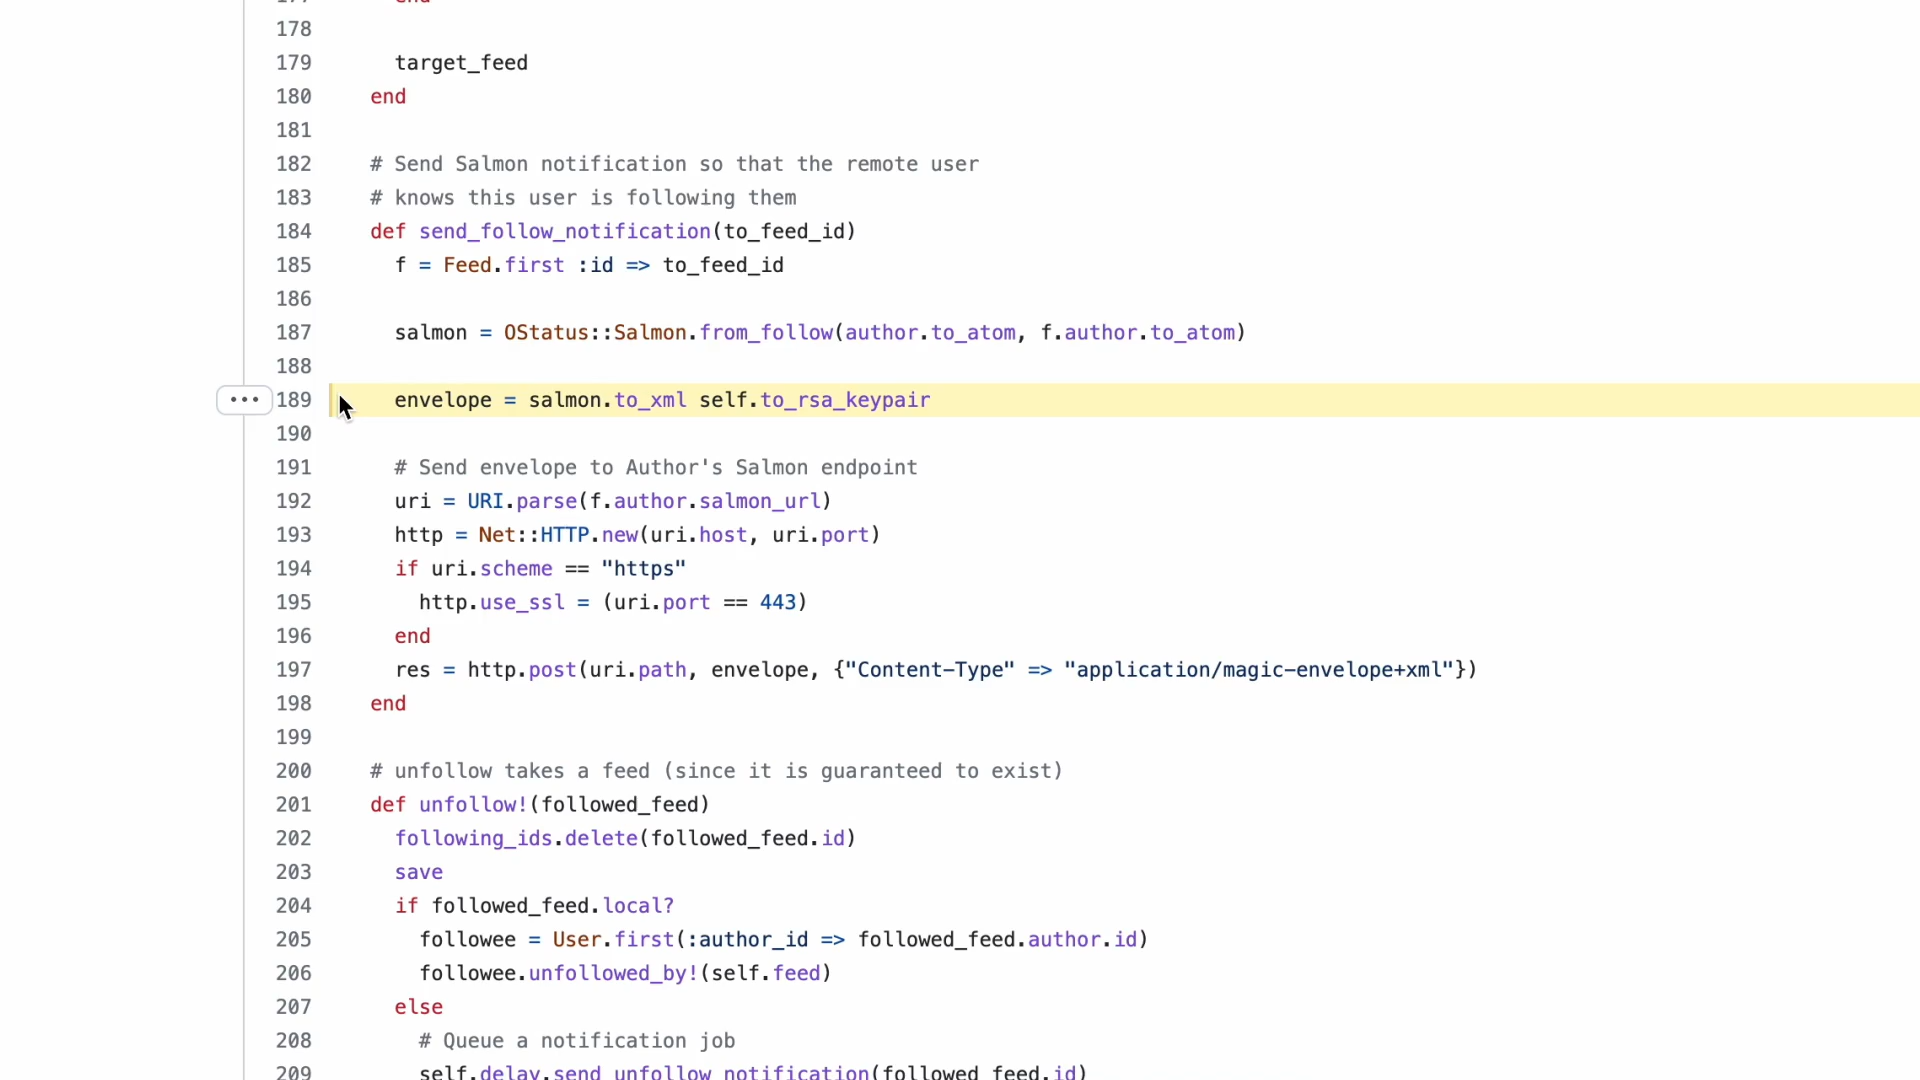 177 end
178
179 target_feed
180 end
181
182 # Send Salmon notification so that the remote user
183 # knows this user is following them
184 def send_follow_notification(to_feed_id)
185 f = Feed.first :id => to_feed_id
186
187 salmon = OStatus::Salmon.from_follow(author.to_atom, f.author.to_atom)
188
189 envelope = salmon.to_xml self.to_rsa_keypair
190
191 # Send envelope to Author's Salmon endpoint
192 uri = URI.parse(f.author.salmon_url)
193 http = Net::HTTP.new(uri.host, uri.port)
194 if uri.scheme == "https"
195 http.use_ssl = (uri.port == 443)
196 end
197 res = http.post(uri.path, envelope, {"Content-Type" => "application/magic-envelope+xml"})
198 end
199
200 # unfollow takes a feed (since it is guaranteed to exist)
201 def unfollow!(followed_feed)
202 following_ids.delete(followed_feed.id)
203 save
204 if followed_feed.local?
205 followee = User.first(:author_id => followed_feed.author.id)
206 followee.unfollowed_by!(self.feed)
207 else
208 # Queue a notification job
209 self.delay.send_unfollow_notification(followed_feed.id)